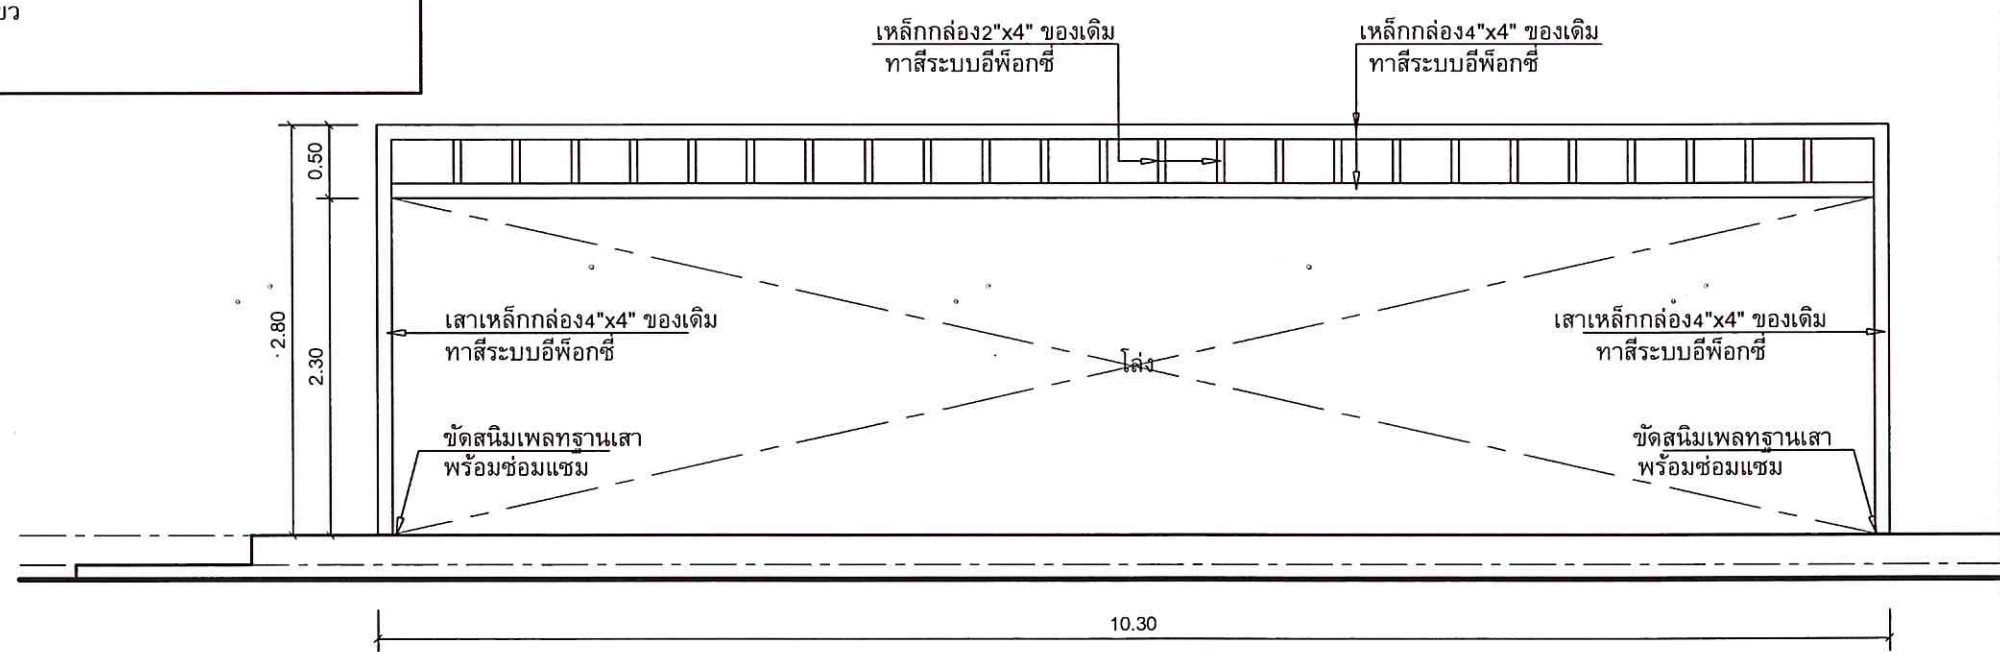 ยว
เหล็กกล่อง2"x4" ของเดิม
ทาสีระบบอีพ็อกซี่
เหล็กกล่อง4"x4" ของเดิม
ทาสีระบบอีพ็อกซี่
0.50
2.80
2.30
เสาเหล็กกล่อง4"x4" ของเดิม
ทาสีระบบอีพ็อกซี่
โล่ง
เสาเหล็กกล่อง4"x4" ของเดิม
ทาสีระบบอีพ็อกซี่
ขัดสนิมเพลทฐานเสา
พร้อมซ่อมแซม
ขัดสนิมเพลทฐานเสา
พร้อมซ่อมแซม
10.30